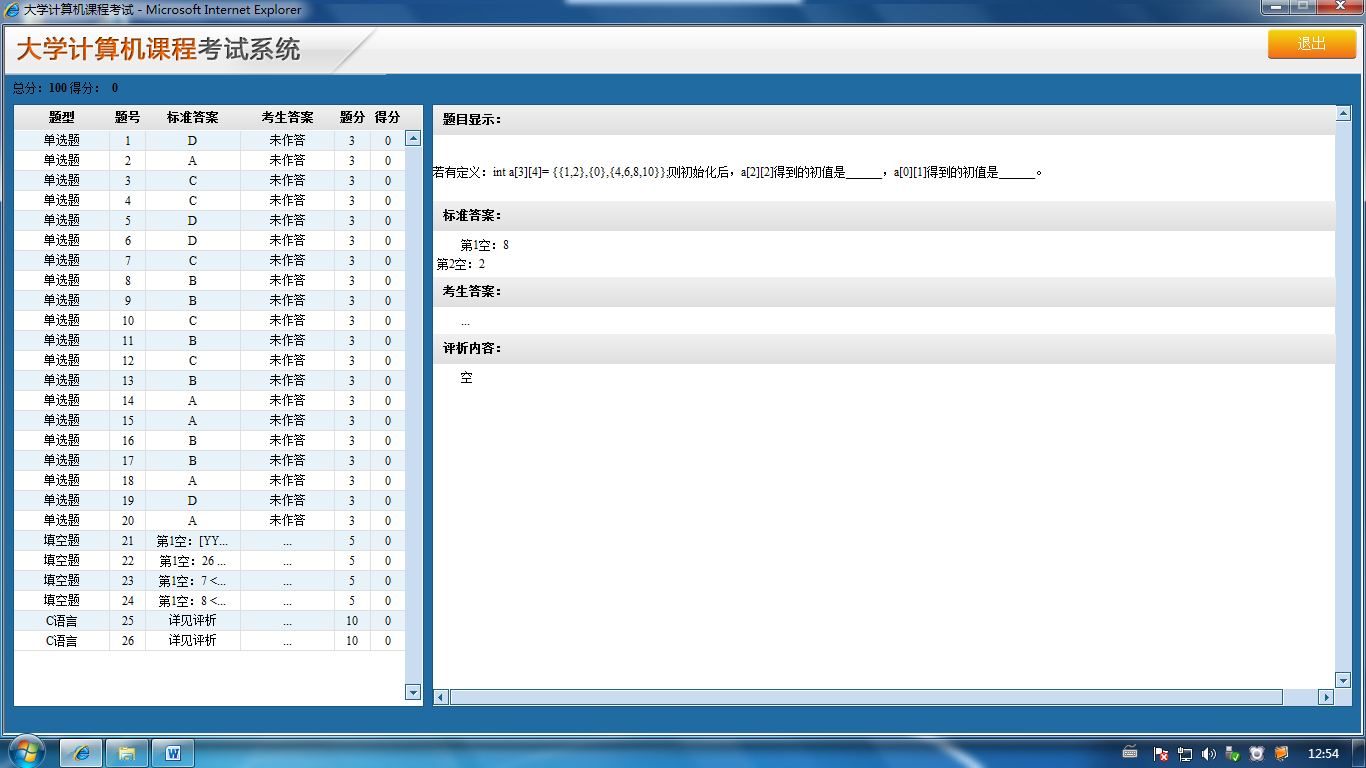 大学计算机课程考试 - Microsoft Internet Explorer
大学计算机课程考试系统
退出
总分：100 得分： 0
题型 题号 标准答案 考生答案 题分 得分
单选题 1 D 未作答 3 0
单选题 2 A 未作答 3 0
单选题 3 C 未作答 3 0
单选题 4 C 未作答 3 0
单选题 5 D 未作答 3 0
单选题 6 D 未作答 3 0
单选题 7 C 未作答 3 0
单选题 8 B 未作答 3 0
单选题 9 B 未作答 3 0
单选题 10 C 未作答 3 0
单选题 11 B 未作答 3 0
单选题 12 C 未作答 3 0
单选题 13 B 未作答 3 0
单选题 14 A 未作答 3 0
单选题 15 A 未作答 3 0
单选题 16 B 未作答 3 0
单选题 17 B 未作答 3 0
单选题 18 A 未作答 3 0
单选题 19 D 未作答 3 0
单选题 20 A 未作答 3 0
填空题 21 第1空：[YY... ... 5 0
填空题 22 第1空：26 ... ... 5 0
填空题 23 第1空：7 <... ... 5 0
填空题 24 第1空：8 <... ... 5 0
C语言 25 详见评析 ... 10 0
C语言 26 详见评析 ... 10 0
题目显示：
若有定义：int a[3][4]= {{1,2},{0},{4,6,8,10}};则初始化后，a[2][2]得到的初值是______，a[0][1]得到的初值是______。
标准答案：
第1空：8
第2空：2
考生答案：
...
评析内容：
空
12:54